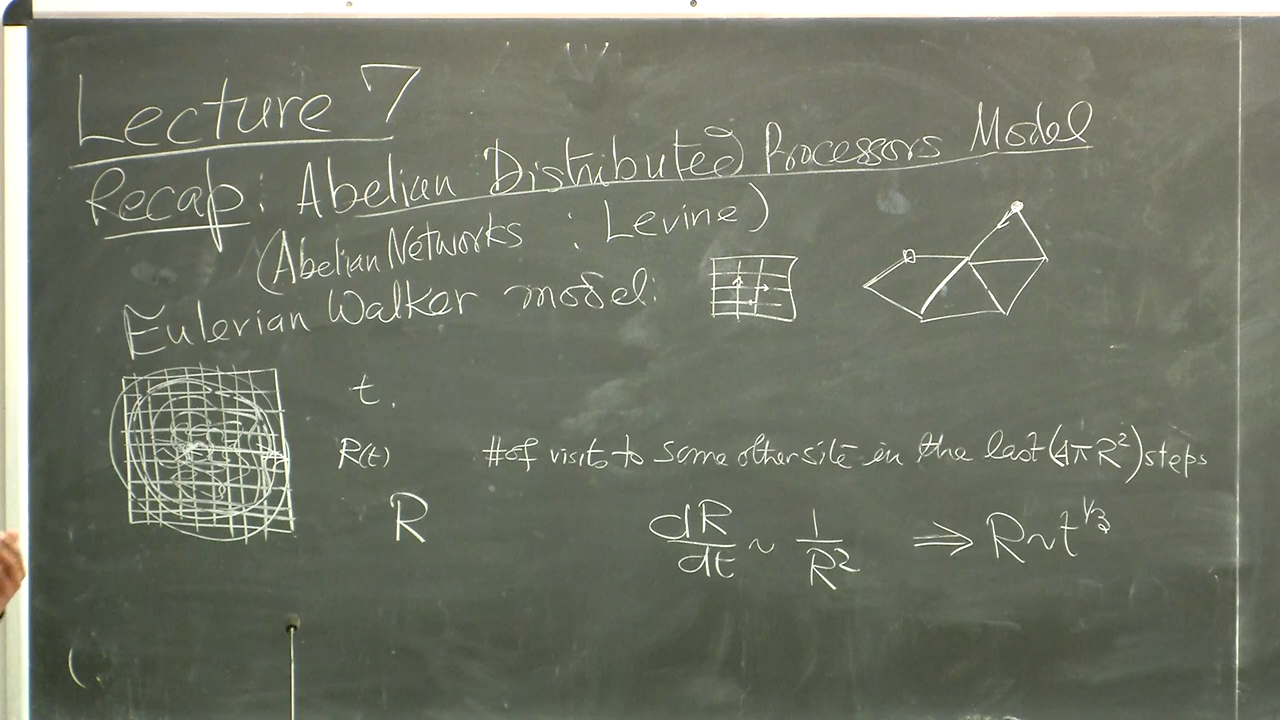 Lecture 7
Recap: Abelian Distributed Processors Model
(Abelian Networks : Levine)
Eulerian Walker model:
t.
R(t) # of visits to some other site in the last (4πR²) steps
R dR/dt ~ 1/R² ⇒ R~t^1/3
(